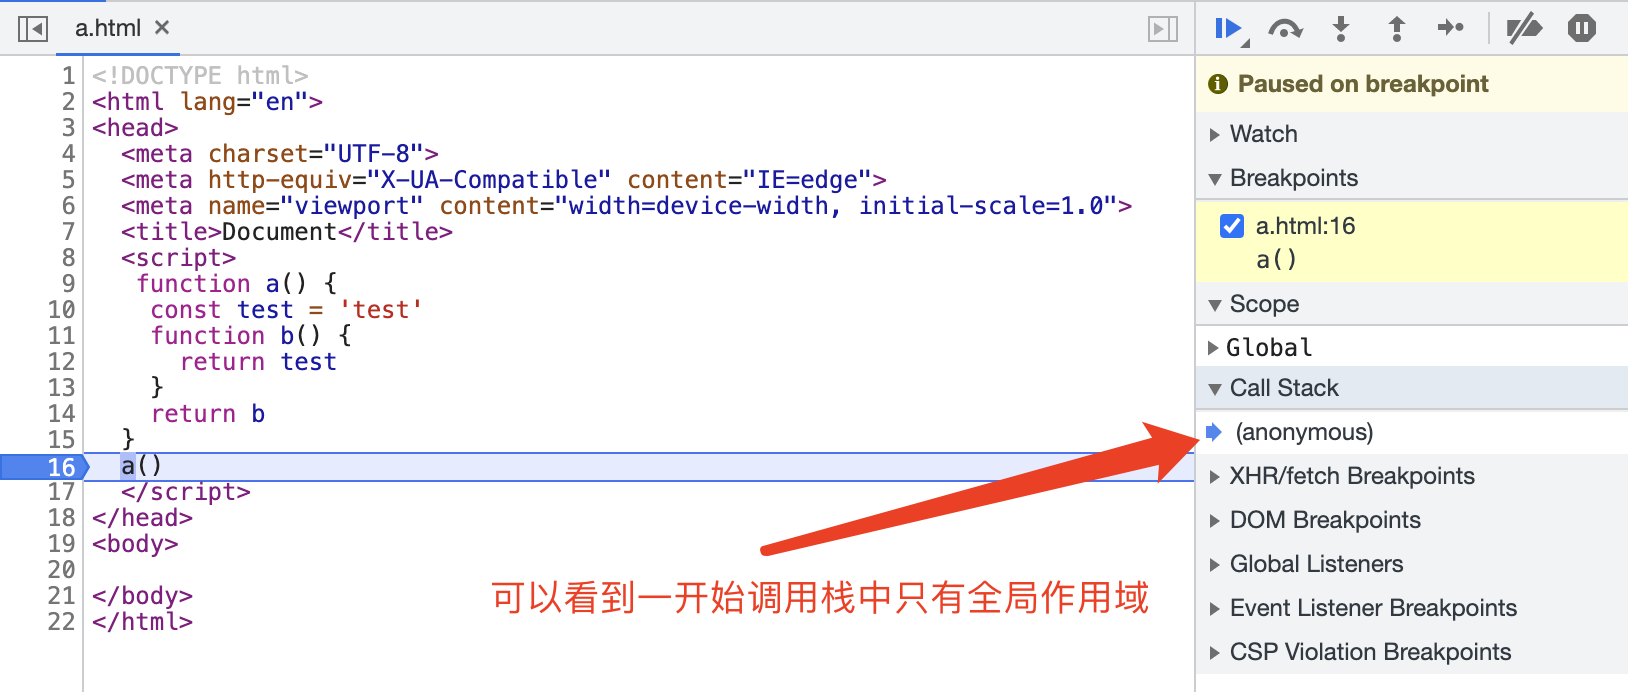 a.html ×
1 <!DOCTYPE html>
2 <html lang="en">
3 <head>
4 <meta charset="UTF-8">
5 <meta http-equiv="X-UA-Compatible" content="IE=edge">
6 <meta name="viewport" content="width=device-width, initial-scale=1.0">
7 <title>Document</title>
8 <script>
9 function a() {
10 const test = 'test'
11 function b() {
12 return test
13 }
14 return b
15 }
16 a()
17 </script>
18 </head>
19 <body>
20
21 </body>
22 </html>
可以看到一开始调用栈中只有全局作用域
Paused on breakpoint
Watch
Breakpoints
a.html:16
a()
Scope
Global
Call Stack
(anonymous)
XHR/fetch Breakpoints
DOM Breakpoints
Global Listeners
Event Listener Breakpoints
CSP Violation Breakpoints